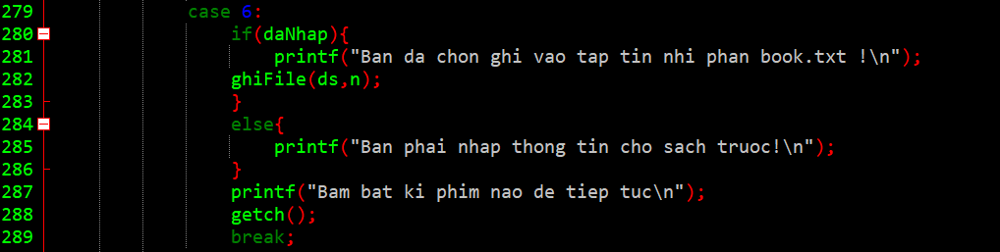 279 case 6:
280 if(daNhap){
281 printf("Ban da chon ghi vao tap tin nhi phan book.txt !\n");
282 ghiFile(ds,n);
283 }
284 else{
285 printf("Ban phai nhap thong tin cho sach truoc!\n");
286 }
287 printf("Bam bat ki phim nao de tiep tuc\n");
288 getch();
289 break;